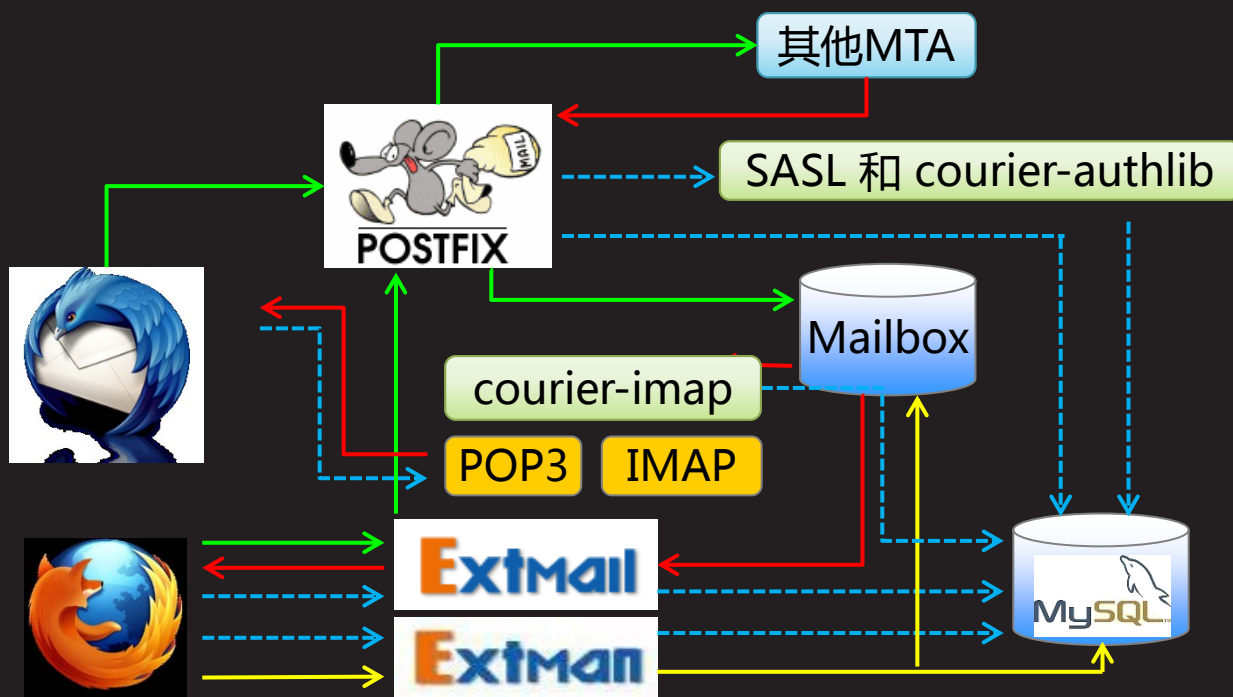 其他MTA
MAIL
POSTFIX
SASL 和 courier-authlib
Mailbox
courier-imap
POP3
IMAP
Extmail
MySQL
Extman